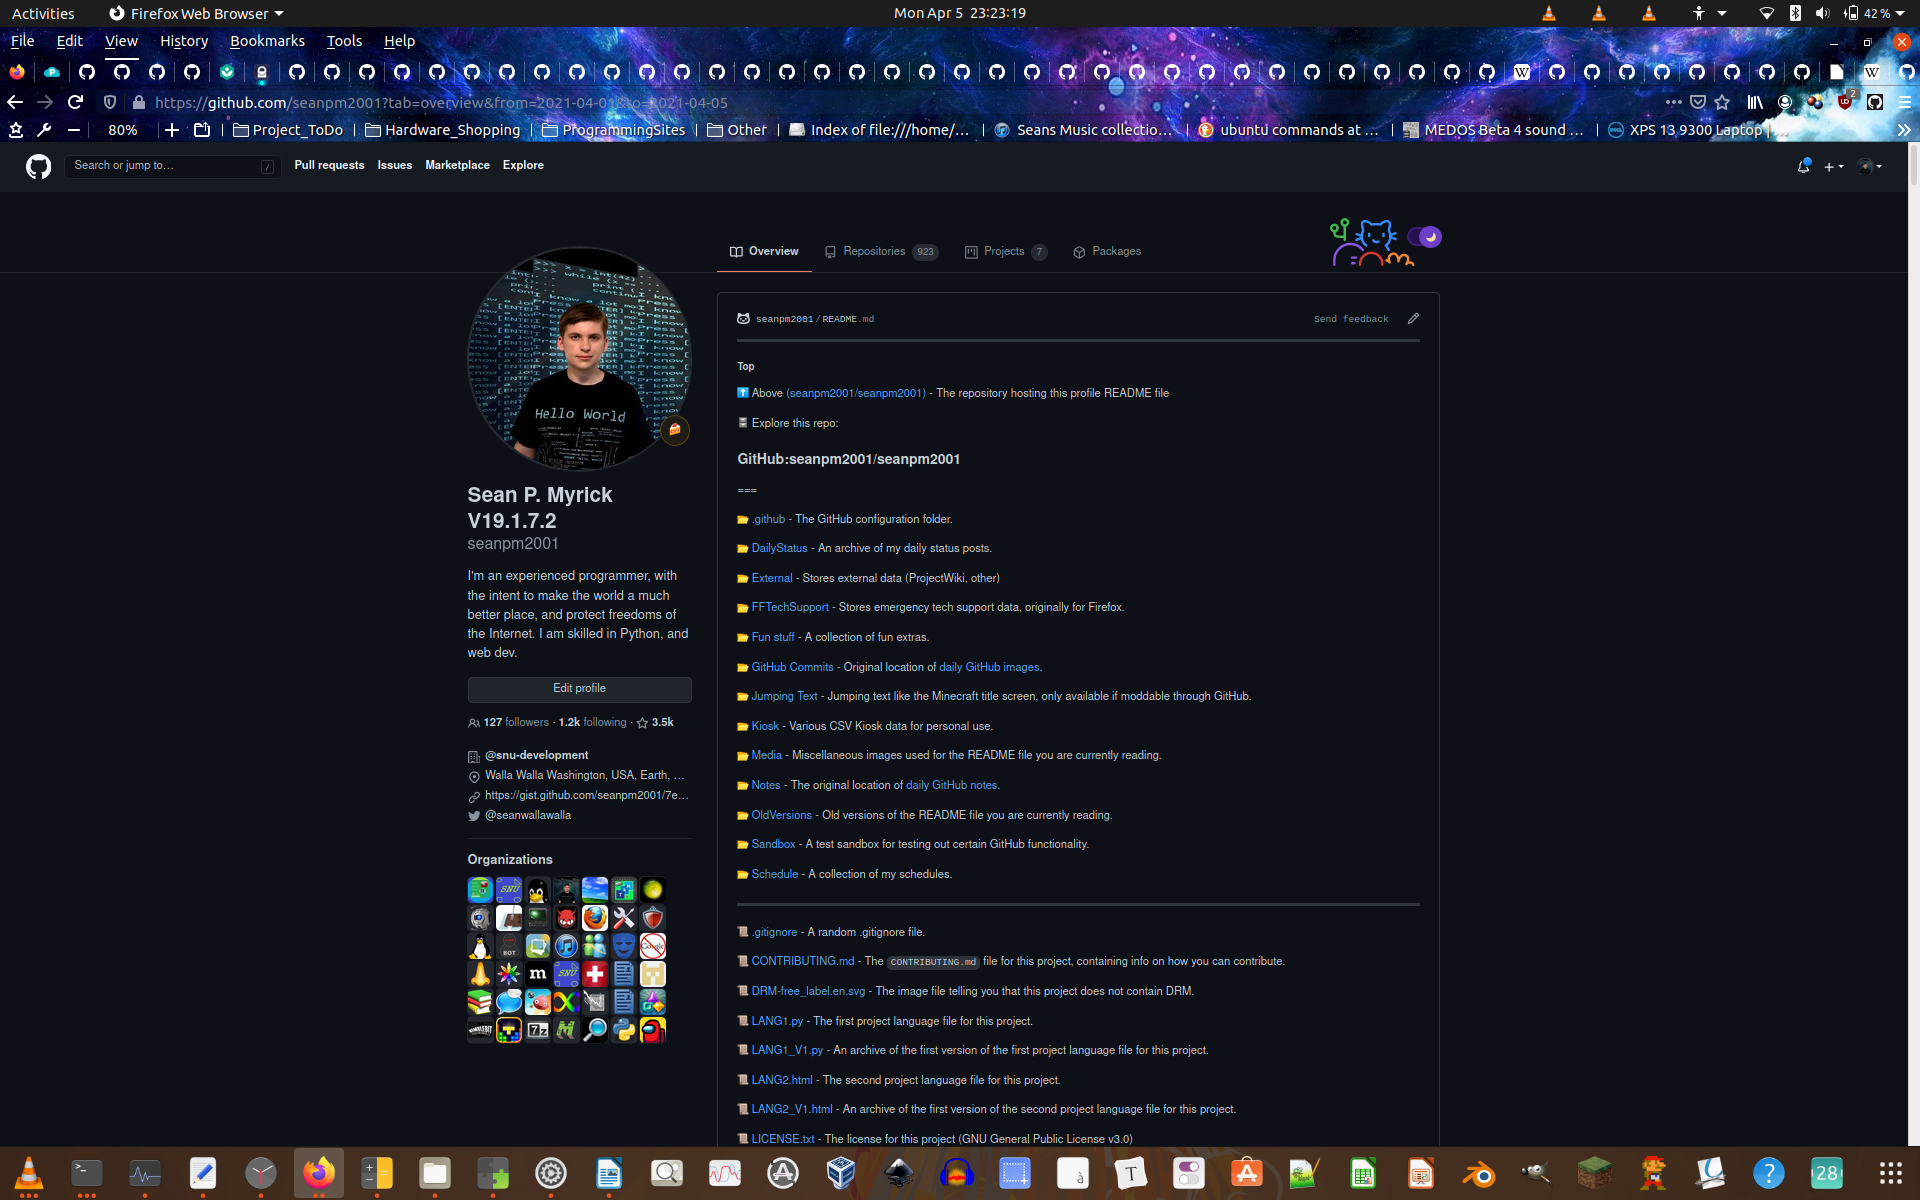 Activities Firefox Web Browser Mon Apr 5 23:23:19 42 %
File Edit View History Bookmarks Tools Help
https://github.com/seanpm2001?tab=overview&from=2021-04-01&to=2021-04-05 2
80% Project_ToDo Hardware_Shopping ProgrammingSites Other Index of file:///home/… Seans Music collectio… ubuntu commands at … MEDOS Beta 4 sound … XPS 13 9300 Laptop |
Search or jump to… / Pull requests Issues Marketplace Explore
Overview Repositories 923 Projects 7 Packages
seanpm2001/README.md Send feedback
Top
Above (seanpm2001/seanpm2001) - The repository hosting this profile README file
Explore this repo:
GitHub:seanpm2001/seanpm2001
===
.github - The GitHub configuration folder.
DailyStatus - An archive of my daily status posts.
External - Stores external data (ProjectWiki, other)
FFTechSupport - Stores emergency tech support data, originally for Firefox.
Fun stuff - A collection of fun extras.
GitHub Commits - Original location of daily GitHub images.
Jumping Text - Jumping text like the Minecraft title screen, only available if moddable through GitHub.
Kiosk - Various CSV Kiosk data for personal use.
Media - Miscellaneous images used for the README file you are currently reading.
Notes - The original location of daily GitHub notes.
OldVersions - Old versions of the README file you are currently reading.
Sandbox - A test sandbox for testing out certain GitHub functionality.
Schedule - A collection of my schedules.
.gitignore - A random .gitignore file.
CONTRIBUTING.md - The CONTRIBUTING.md file for this project, containing info on how you can contribute.
DRM-free_label.en.svg - The image file telling you that this project does not contain DRM.
LANG1.py - The first project language file for this project.
LANG1_V1.py - An archive of the first version of the first project language file for this project.
LANG2.html - The second project language file for this project.
LANG2_V1.html - An archive of the first version of the second project language file for this project.
LICENSE.txt - The license for this project (GNU General Public License v3.0)
Hello World
Sean P. Myrick
V19.1.7.2
seanpm2001
I'm an experienced programmer, with
the intent to make the world a much
better place, and protect freedoms of
the Internet. I am skilled in Python, and
web dev.
Edit profile
127 followers · 1.2k following · 3.5k
@snu-development
Walla Walla Washington, USA, Earth, …
https://gist.github.com/seanpm2001/7e…
@seanwallawalla
Organizations
SNU
BOT
Google
m SNU
7z
28